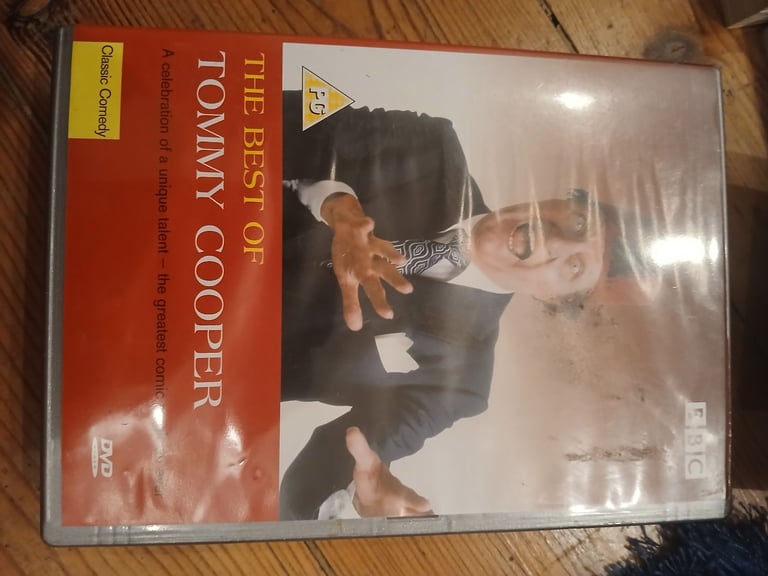 BBC
PG
THE BEST OF
TOMMY COOPER
A celebration of a unique talent – the greatest comic
Classic Comedy
DVD